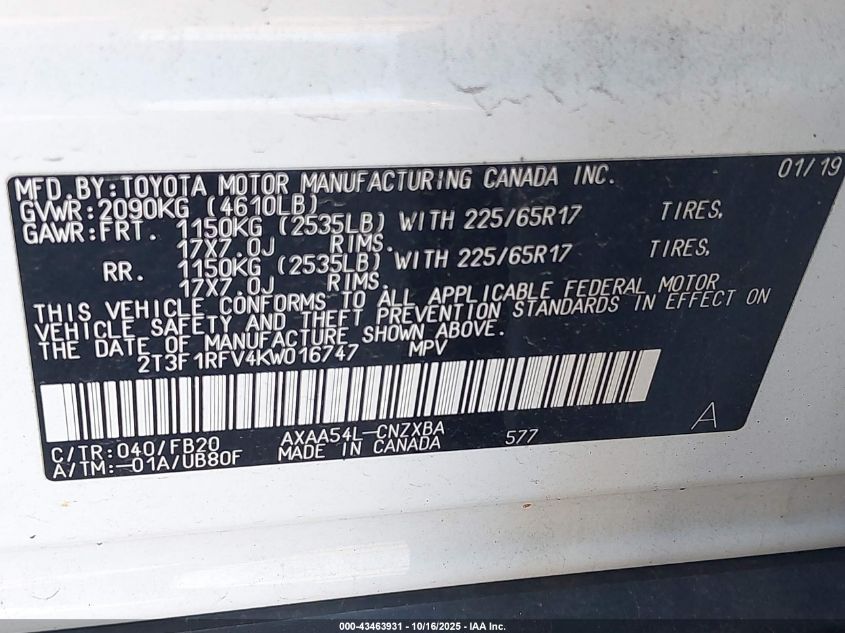 MFD.BY:TOYOTA MOTOR MANUFACTURING CANADA INC. 01/19
GVWR:2090KG (4610LB)
GAWR:FRT. 1150KG (2535LB) WITH 225/65R17 TIRES,
17X7.0J RIMS.
RR. 1150KG (2535LB) WITH 225/65R17 TIRES,
17X7.0J RIMS.
THIS VEHICLE CONFORMS TO ALL APPLICABLE FEDERAL MOTOR
VEHICLE SAFETY AND THEFT PREVENTION STANDARDS IN EFFECT ON
THE DATE OF MANUFACTURE SHOWN ABOVE.
2T3F1RFV4KW016747 MPV
C/TR:040/FB20 AXAA54L-CNZXBA 577 A
A/TM:-01A/UB80F MADE IN CANADA
000-43463931 - 10/16/2025 - IAA Inc.